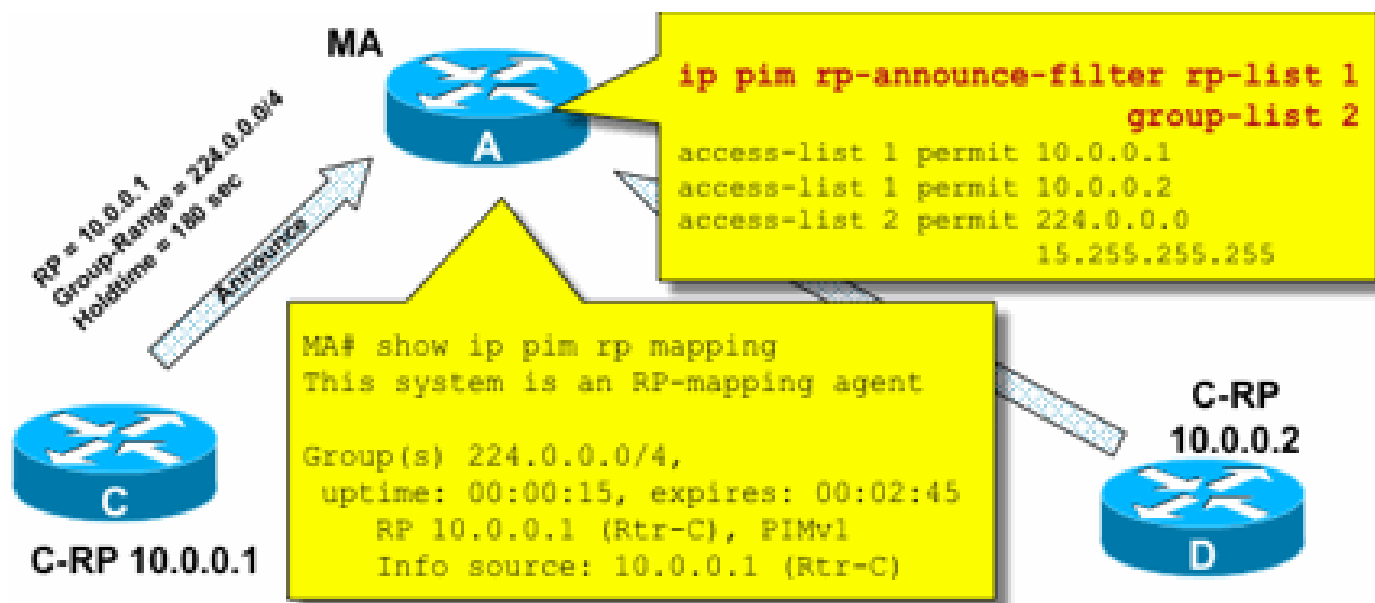 MA
ip pim rp-announce-filter rp-list 1
group-list 2
access-list 1 permit 10.0.0.1
access-list 1 permit 10.0.0.2
access-list 2 permit 224.0.0.0
15.255.255.255
A
RP = 10.0.0.1
Group-Range = 224.0.0.0/4
Holdtime = 180 sec
Announce
MA# show ip pim rp mapping
This system is an RP-mapping agent
Group(s) 224.0.0.0/4,
uptime: 00:00:15, expires: 00:02:45
RP 10.0.0.1 (Rtr-C), PIMv1
Info source: 10.0.0.1 (Rtr-C)
C
C-RP 10.0.0.1
C-RP
10.0.0.2
D